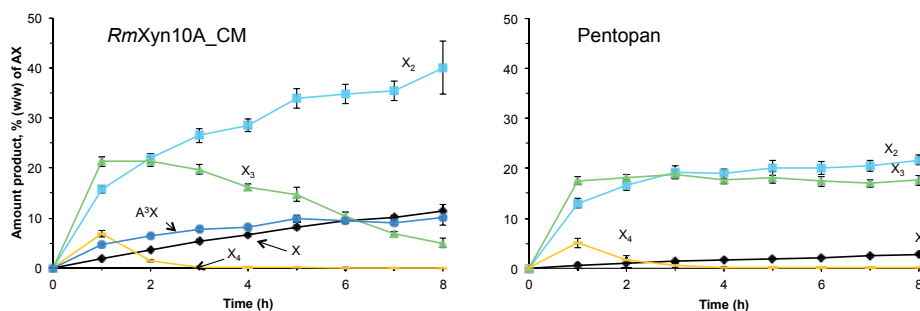 Amount product, % (w/w) of AX
50
40
30
20
10
0
RmXyn10A_CM
X₂
X₃
A³X
X
X₄
0 2 4 6 8
Time (h)
50
40
30
20
10
0
Pentopan
X₂
X₃
X₄
X
0 2 4 6 8
Time (h)